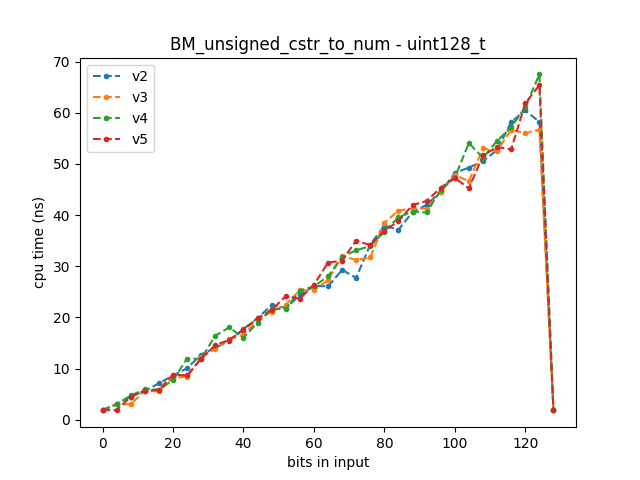 BM_unsigned_cstr_to_num - uint128_t
v2
v3
v4
v5
cpu time (ns)
70
60
50
40
30
20
10
0
0 20 40 60 80 100 120
bits in input